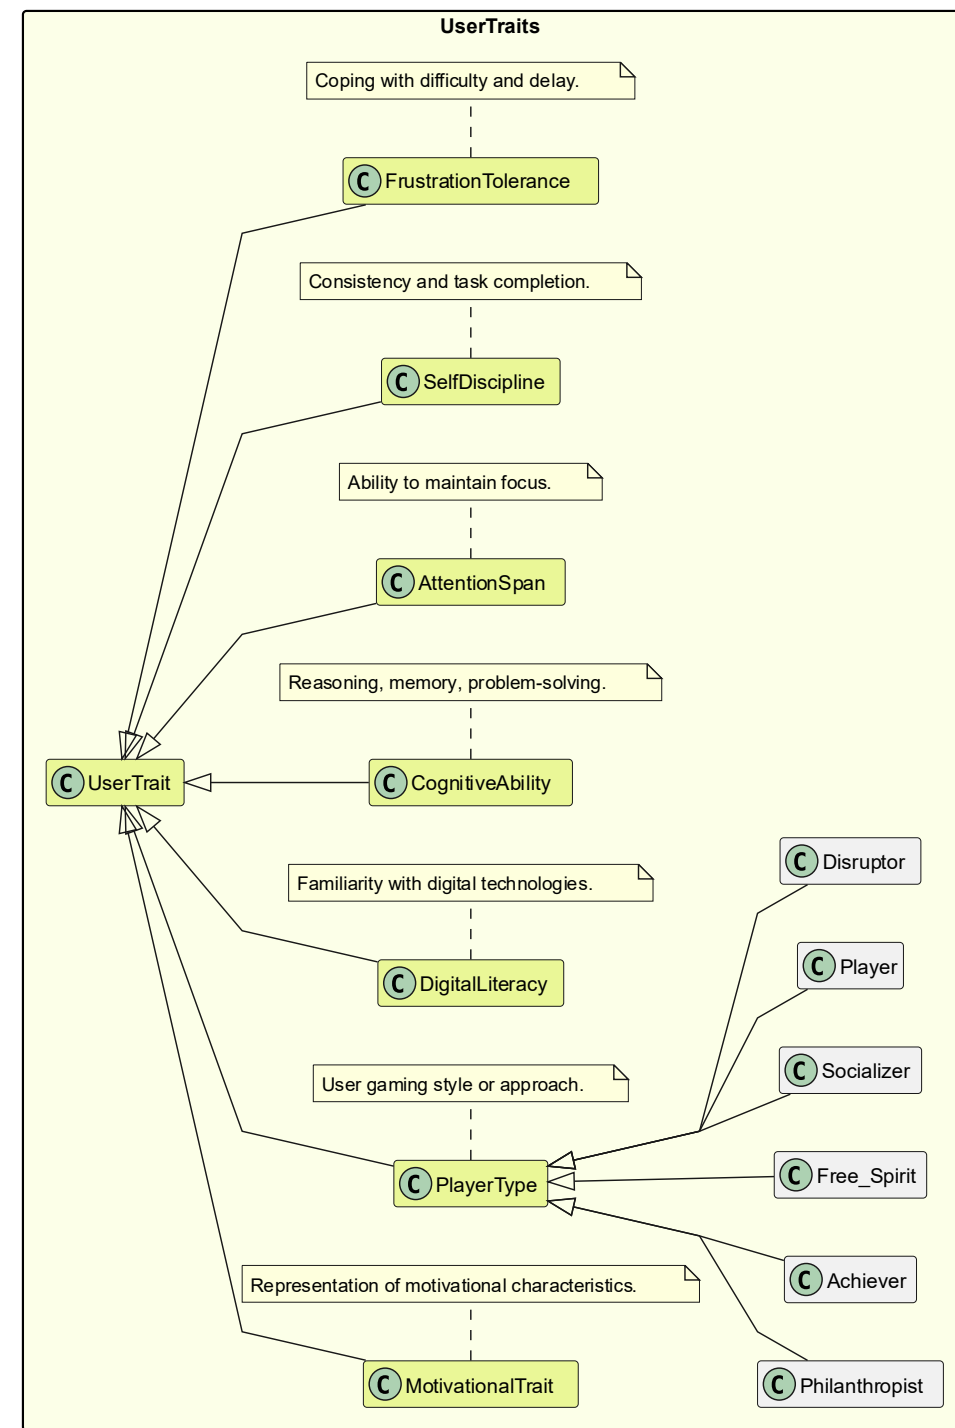 UserTraits
Coping with difficulty and delay.
C FrustrationTolerance
Consistency and task completion.
C SelfDiscipline
Ability to maintain focus.
C AttentionSpan
Reasoning, memory, problem-solving.
C UserTrait
C CognitiveAbility
C Disruptor
Familiarity with digital technologies.
C Player
C DigitalLiteracy
C Socializer
User gaming style or approach.
C Free_Spirit
C PlayerType
C Achiever
Representation of motivational characteristics.
C MotivationalTrait
C Philanthropist